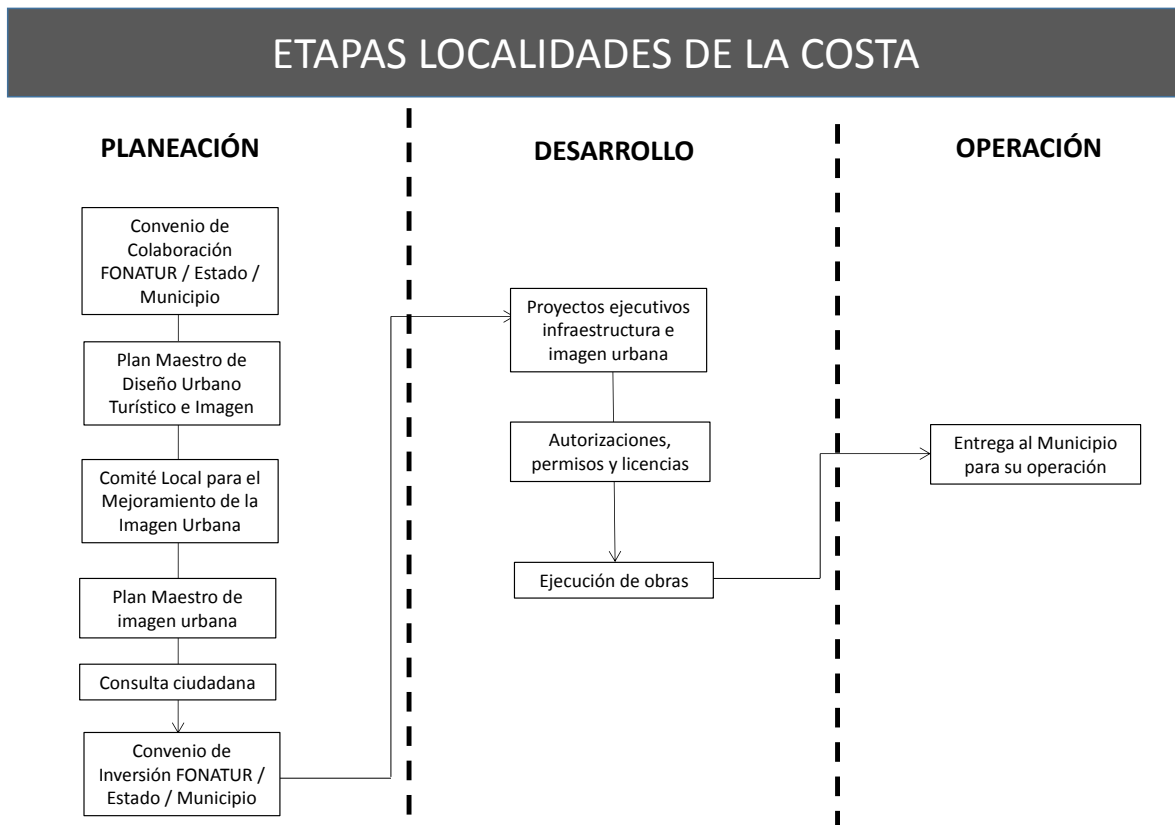 ETAPAS LOCALIDADES DE LA COSTA
PLANEACIÓN
Convenio de
Colaboración
FONATUR / Estado /
Municipio
Plan Maestro de
Diseño Urbano
Turístico e Imagen
Comité Local para el
Mejoramiento de la
Imagen Urbana
Plan Maestro de
imagen urbana
Consulta ciudadana
Convenio de
Inversión FONATUR /
Estado / Municipio
DESARROLLO
Proyectos ejecutivos
infraestructura e
imagen urbana
Autorizaciones,
permisos y licencias
Ejecución de obras
OPERACIÓN
Entrega al Municipio
para su operación